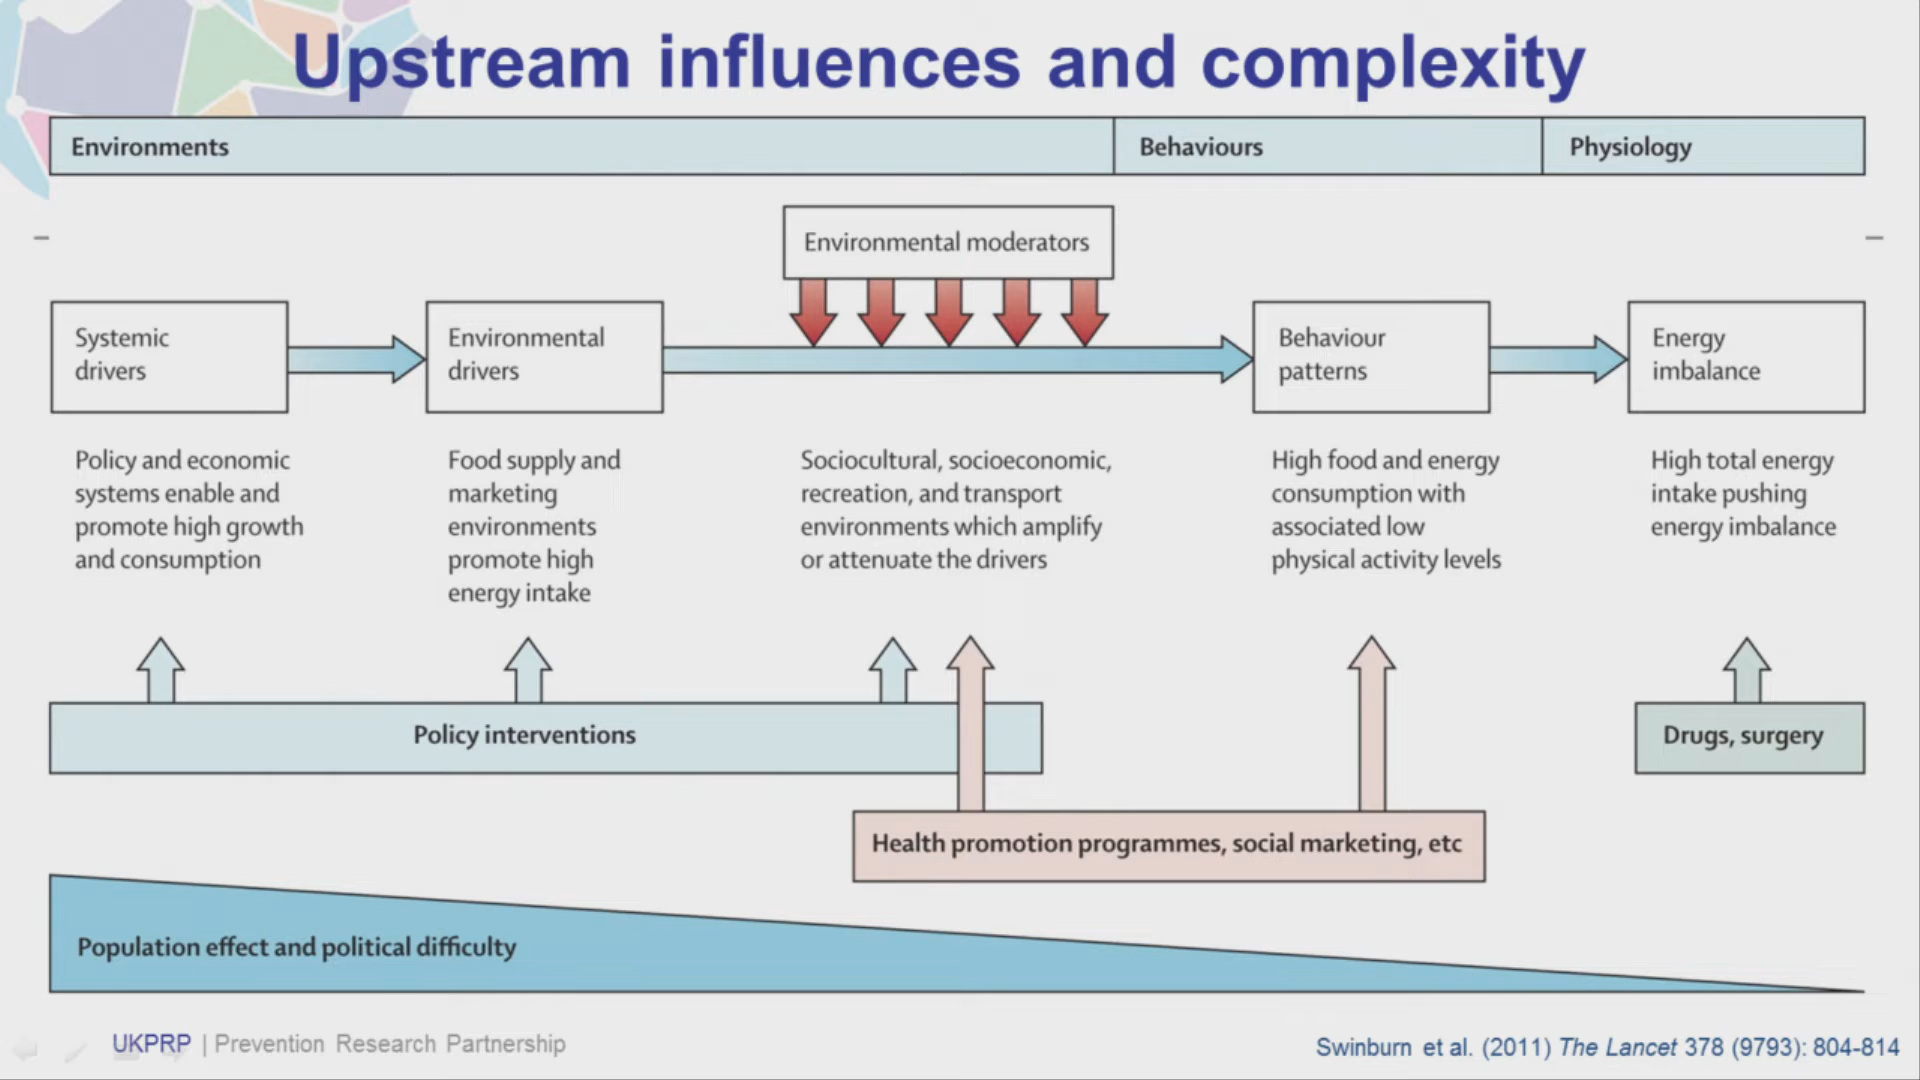 Upstream influences and complexity
Environments
Behaviours
Physiology
Environmental moderators
Systemic
drivers
Environmental
drivers
Behaviour
patterns
Energy
imbalance
Policy and economic
systems enable and
promote high growth
and consumption
Food supply and
marketing
environments
promote high
energy intake
Sociocultural, socioeconomic,
recreation, and transport
environments which amplify
or attenuate the drivers
High food and energy
consumption with
associated low
physical activity levels
High total energy
intake pushing
energy imbalance
Policy interventions
Drugs, surgery
Health promotion programmes, social marketing, etc
Population effect and political difficulty
UKPRP | Prevention Research Partnership
Swinburn et al. (2011) The Lancet 378 (9793): 804-814